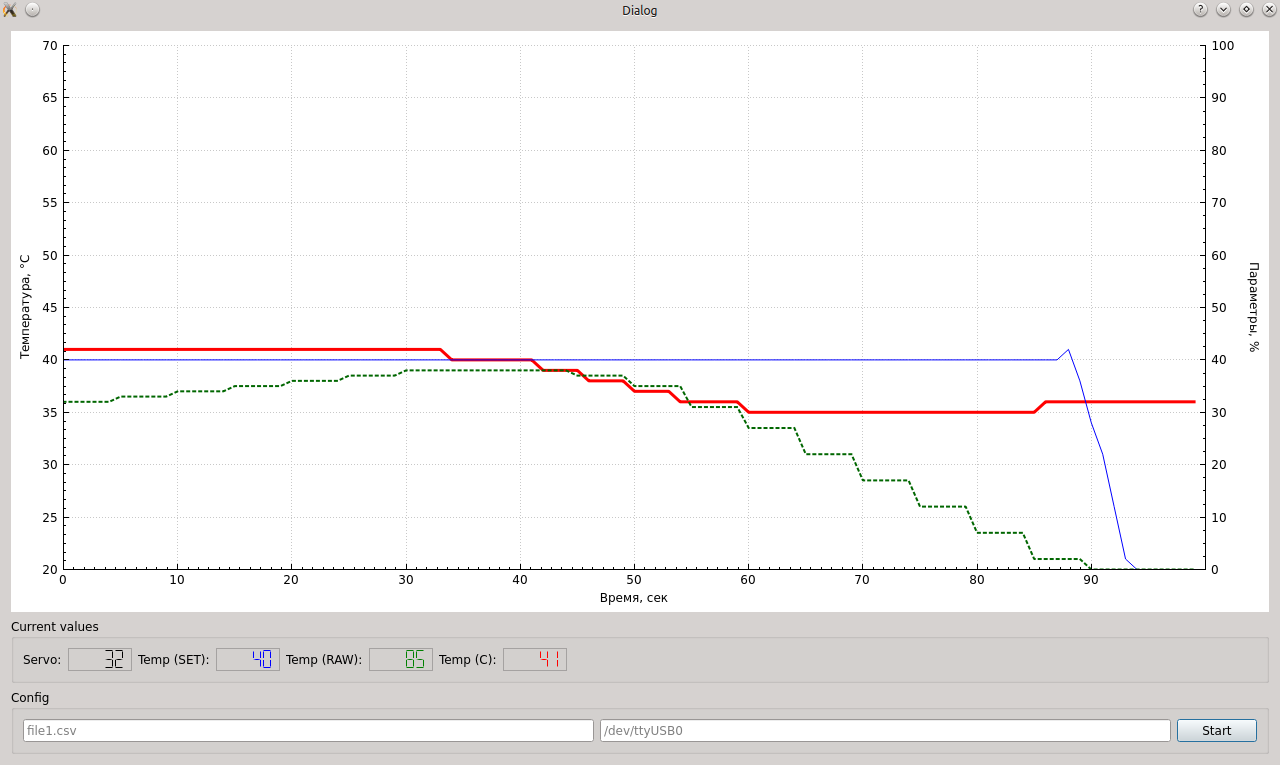 Dialog
70
65
60
55
50
45
40
35
30
25
20
Температура, °C
100
90
80
70
60
50
40
30
20
10
0
Параметры, %
0 10 20 30 40 50 60 70 80 90
Время, сек
Current values
Servo: 32 Temp (SET): 40 Temp (RAW): 85 Temp (C): 41
Config
file1.csv /dev/ttyUSB0 Start